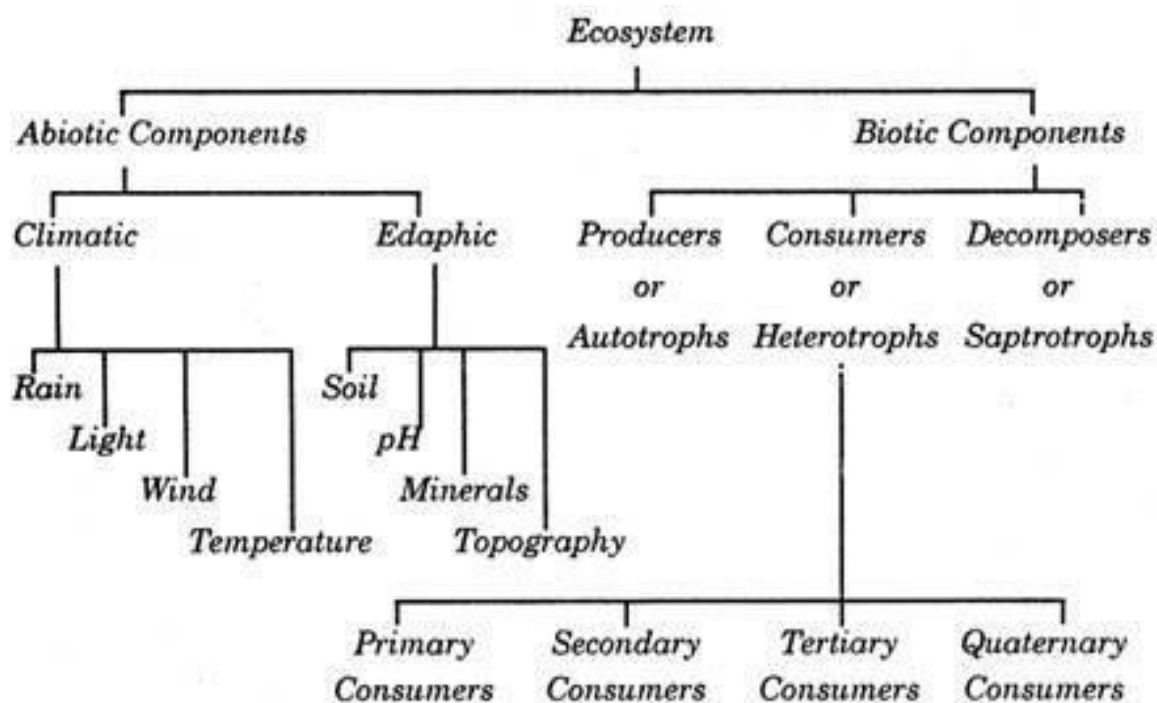 Ecosystem
Abiotic Components Biotic Components
Climatic Edaphic Producers Consumers Decomposers
or or or
Autotrophs Heterotrophs Saptrotrophs
Rain Soil
Light pH
Wind Minerals
Temperature Topography
Primary Secondary Tertiary Quaternary
Consumers Consumers Consumers Consumers